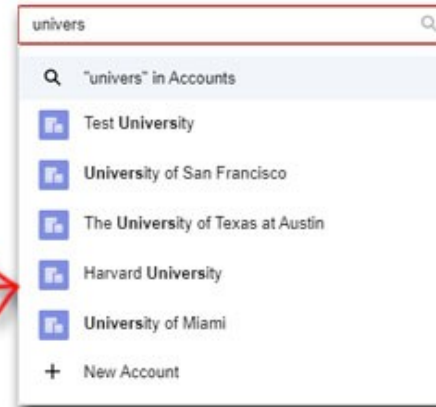 univers
"univers" in Accounts
Test University
University of San Francisco
The University of Texas at Austin
Harvard University
University of Miami
New Account